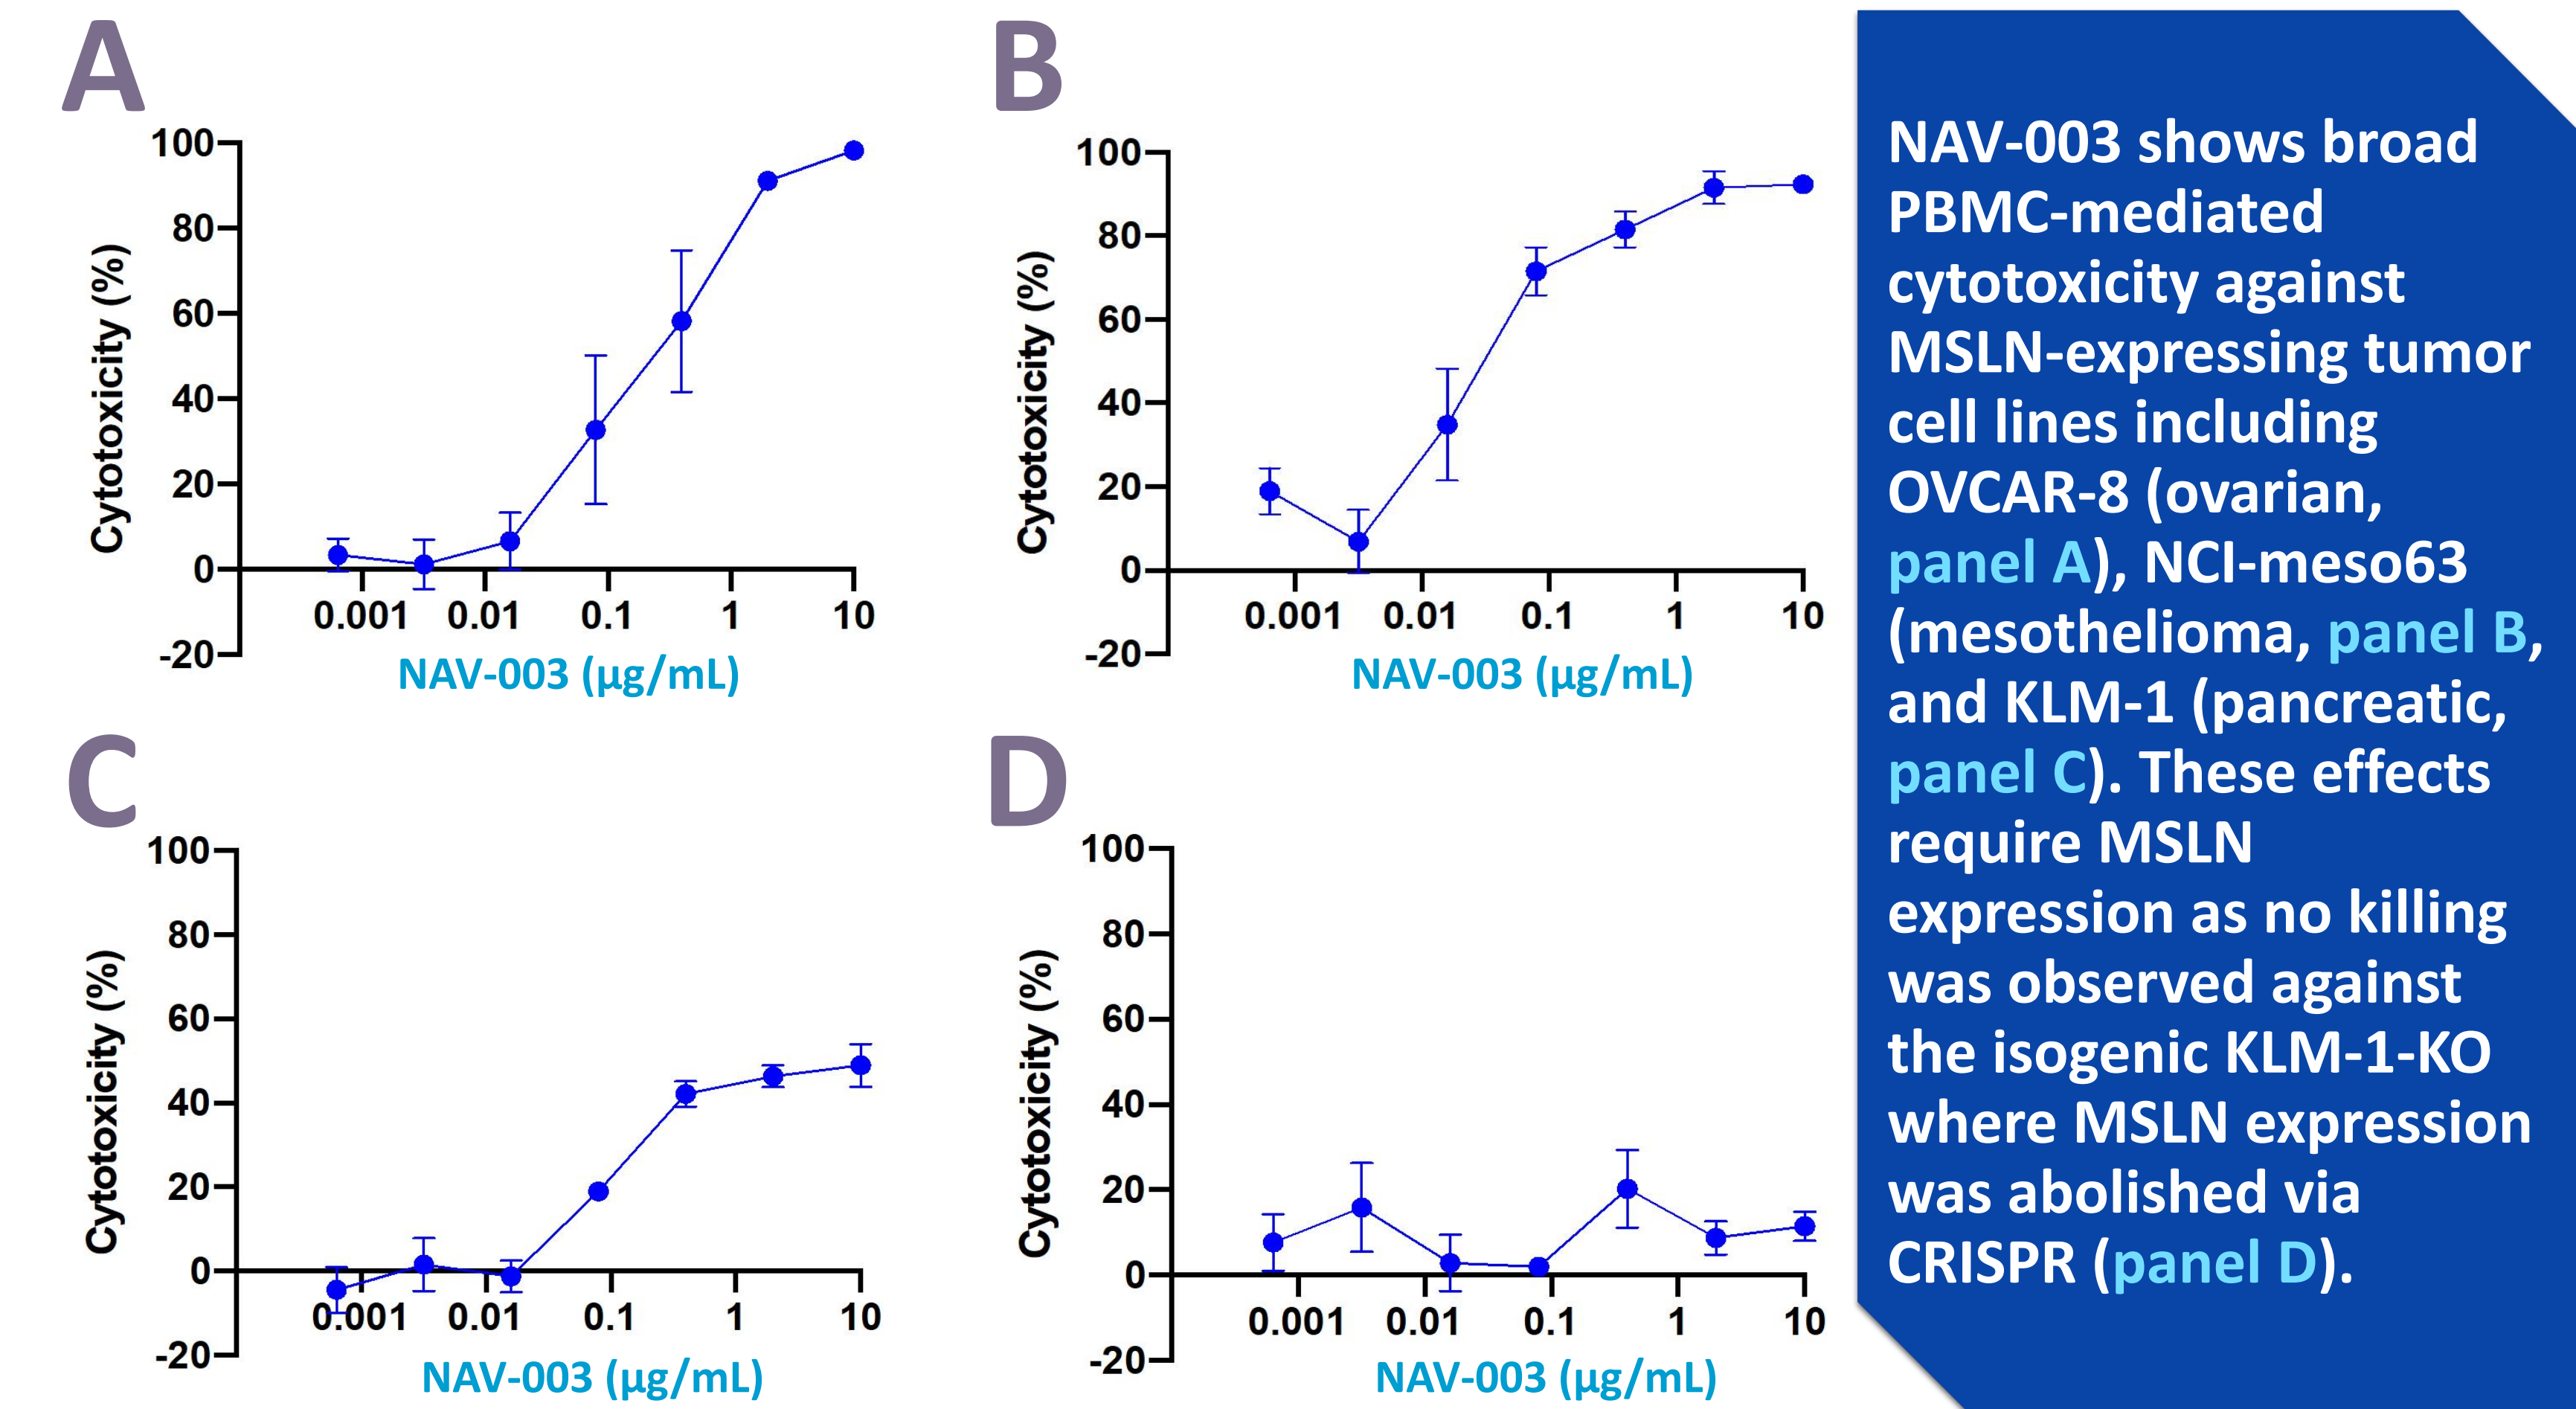 A
100
80
60
40
20
0
-20
Cytotoxicity (%)
0.001 0.01 0.1 1 10
NAV-003 (µg/mL)
B
100
80
60
40
20
0
-20
Cytotoxicity (%)
0.001 0.01 0.1 1 10
NAV-003 (µg/mL)
C
100
80
60
40
20
0
-20
Cytotoxicity (%)
0.001 0.01 0.1 1 10
NAV-003 (µg/mL)
D
100
80
60
40
20
0
-20
Cytotoxicity (%)
0.001 0.01 0.1 1 10
NAV-003 (µg/mL)
NAV-003 shows broad
PBMC-mediated
cytotoxicity against
MSLN-expressing tumor
cell lines including
OVCAR-8 (ovarian,
panel A), NCI-meso63
(mesothelioma, panel B,
and KLM-1 (pancreatic,
panel C). These effects
require MSLN
expression as no killing
was observed against
the isogenic KLM-1-KO
where MSLN expression
was abolished via
CRISPR (panel D).